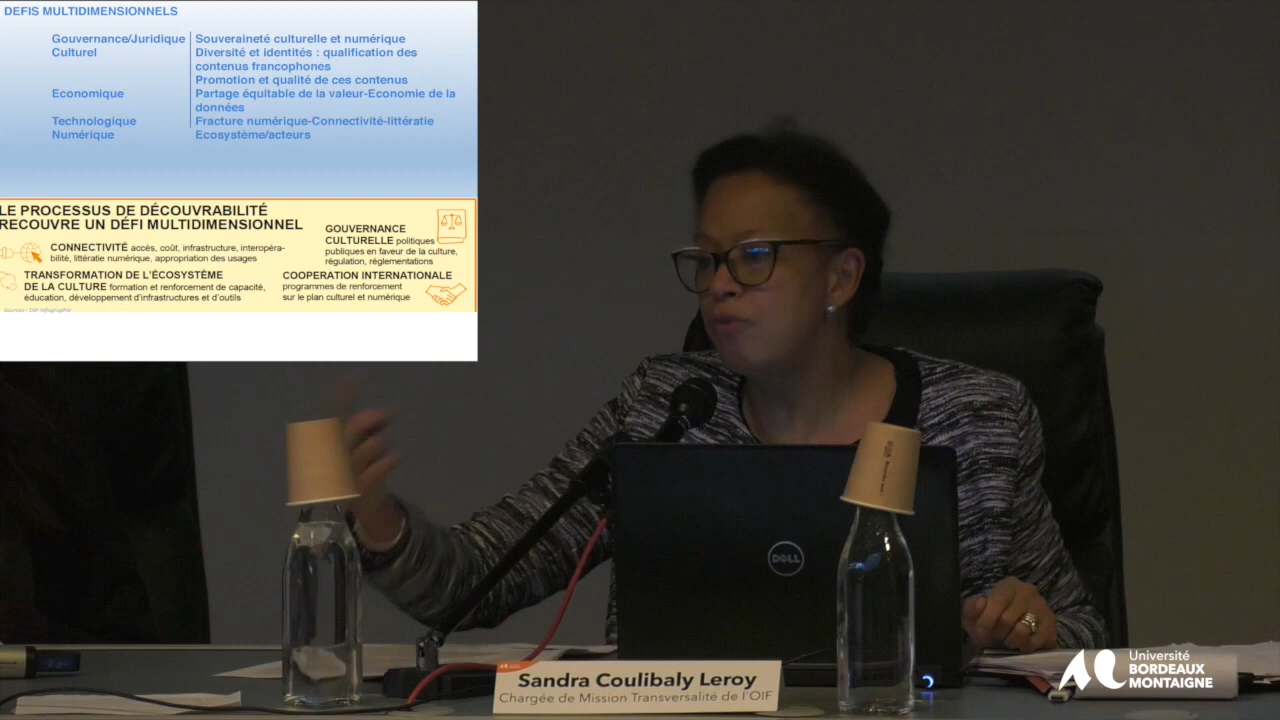 DEFIS MULTIDIMENSIONNELS
Gouvernance/Juridique Souveraineté culturelle et numérique
Culturel Diversité et identités : qualification des
contenus francophones
Promotion et qualité de ces contenus
Economique Partage équitable de la valeur-Economie de la
données
Technologique Fracture numérique-Connectivité-littératie
Numérique Ecosystème/acteurs
LE PROCESSUS DE DÉCOUVRABILITÉ
RECOUVRE UN DÉFI MULTIDIMENSIONNEL
CONNECTIVITÉ accès, coût, infrastructure, interopéra-
bilité, littératie numérique, appropriation des usages
TRANSFORMATION DE L'ÉCOSYSTÈME
DE LA CULTURE formation et renforcement de capacité,
éducation, développement d'infrastructures et d'outils
GOUVERNANCE
CULTURELLE politiques
publiques en faveur de la culture,
régulation, réglementations
COOPERATION INTERNATIONALE
programmes de renforcement
sur le plan culturel et numérique
Sources : OIF Infographie
DELL
Sandra Coulibaly Leroy
Chargée de Mission Transversalité de l'OIF
Université
BORDEAUX
MONTAIGNE